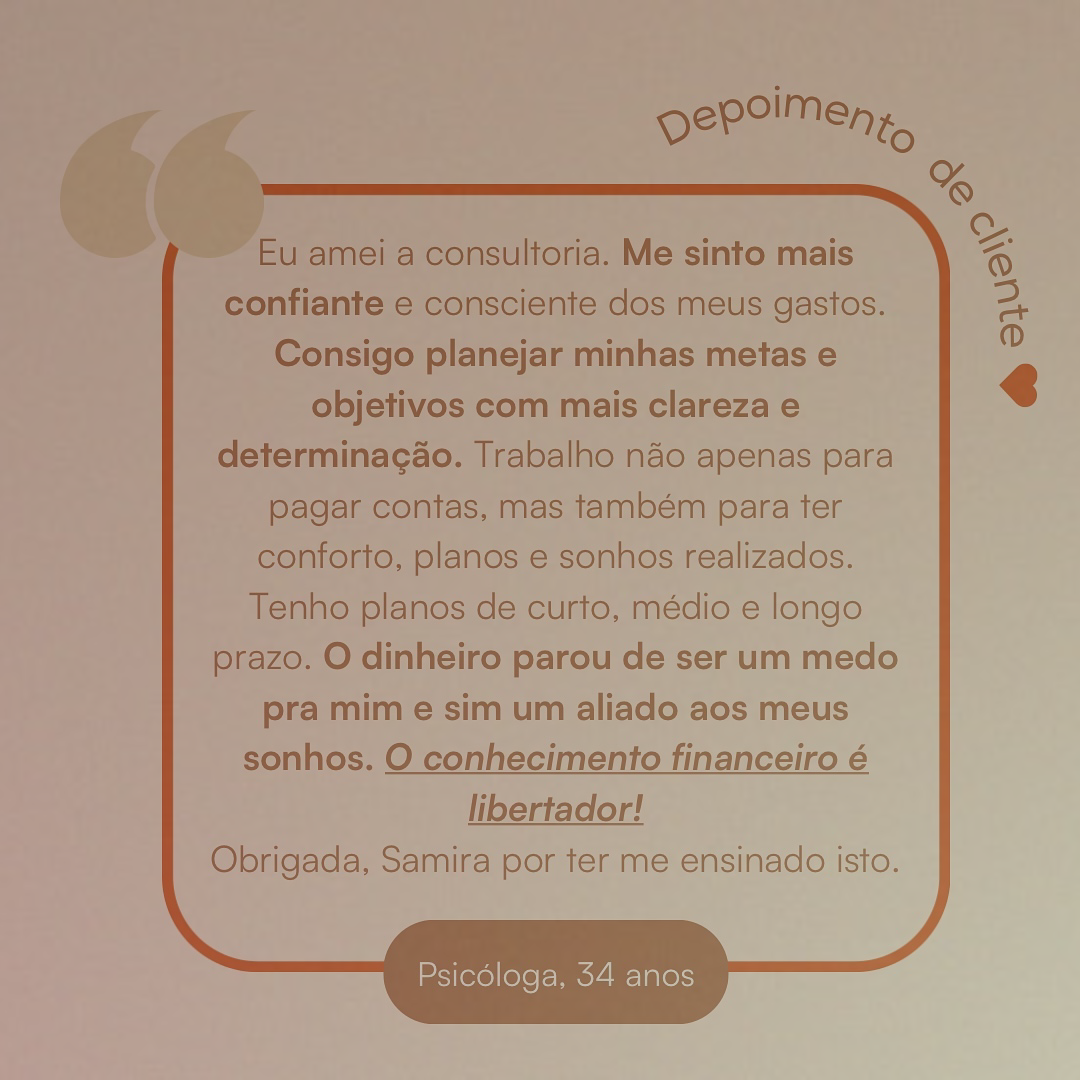 Depoimento de cliente
Eu amei a consultoria. Me sinto mais
confiante e consciente dos meus gastos.
Consigo planejar minhas metas e
objetivos com mais clareza e
determinação. Trabalho não apenas para
pagar contas, mas também para ter
conforto, planos e sonhos realizados.
Tenho planos de curto, médio e longo
prazo. O dinheiro parou de ser um medo
pra mim e sim um aliado aos meus
sonhos. O conhecimento financeiro é
libertador!
Obrigada, Samira por ter me ensinado isto.
Psicóloga, 34 anos